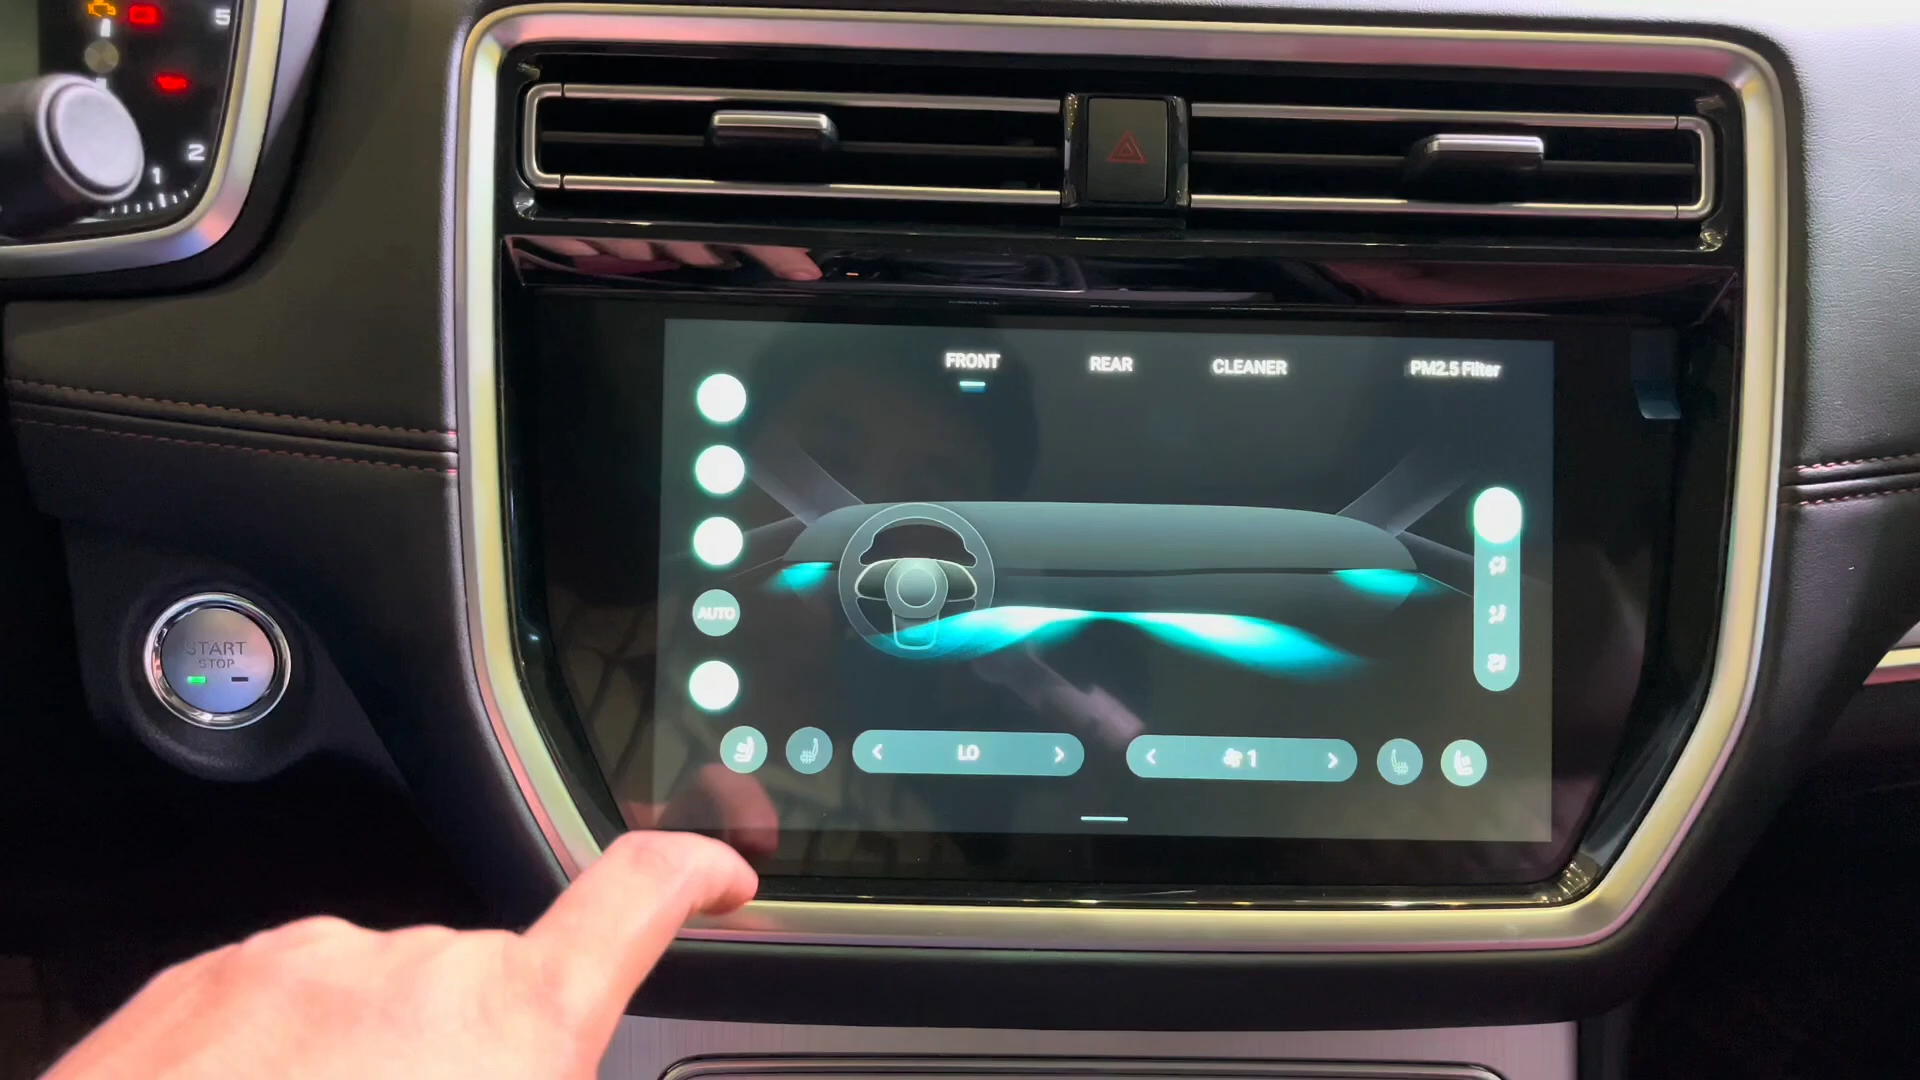 5
2
1
FRONT
REAR
CLEANER
PM2.5 Filter
AUTO
START
STOP
LO
1